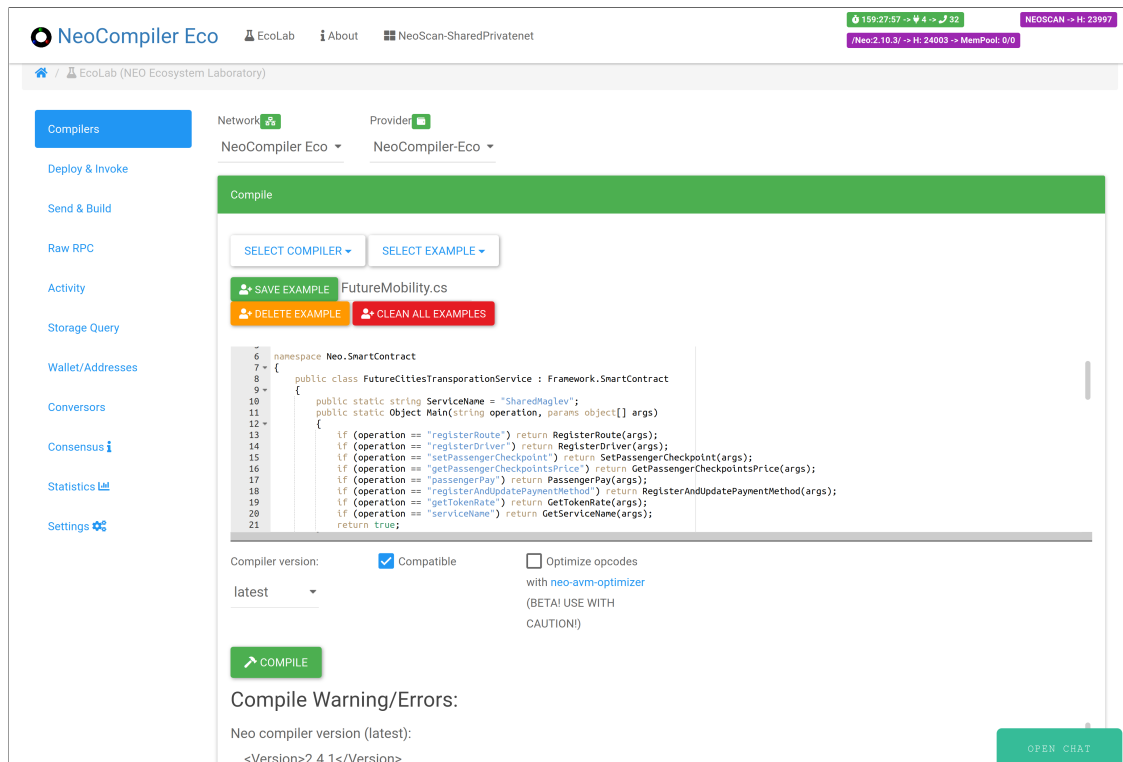 NeoCompiler Eco
EcoLab
About
NeoScan-SharedPrivatenet
159:27:57 -> 4 -> 32
NEOSCAN -> H: 23997
/Neo:2.10.3/ -> H: 24003 -> MemPool: 0/0
/ EcoLab (NEO Ecosystem Laboratory)
Compilers
Deploy & Invoke
Send & Build
Raw RPC
Activity
Storage Query
Wallet/Addresses
Conversors
Consensus
Statistics
Settings
Network
Provider
NeoCompiler Eco
NeoCompiler-Eco
Compile
SELECT COMPILER
SELECT EXAMPLE
SAVE EXAMPLE FutureMobility.cs
DELETE EXAMPLE CLEAN ALL EXAMPLES
5
6 namespace Neo.SmartContract
7 {
8 public class FutureCitiesTransporationService : Framework.SmartContract
9 {
10 public static string ServiceName = "SharedMaglev";
11 public static Object Main(string operation, params object[] args)
12 {
13 if (operation == "registerRoute") return RegisterRoute(args);
14 if (operation == "registerDriver") return RegisterDriver(args);
15 if (operation == "setPassengerCheckpoint") return SetPassengerCheckpoint(args);
16 if (operation == "getPassengerCheckpointsPrice") return GetPassengerCheckpointsPrice(args);
17 if (operation == "passengerPay") return PassengerPay(args);
18 if (operation == "registerAndUpdatePaymentMethod") return RegisterAndUpdatePaymentMethod(args);
19 if (operation == "getTokenRate") return GetTokenRate(args);
20 if (operation == "serviceName") return GetServiceName(args);
21 return true;
Compiler version:
latest
Compatible
Optimize opcodes
with neo-avm-optimizer
(BETA! USE WITH
CAUTION!)
COMPILE
Compile Warning/Errors:
Neo compiler version (latest):
<Version>2.4.1</Version>
OPEN CHAT